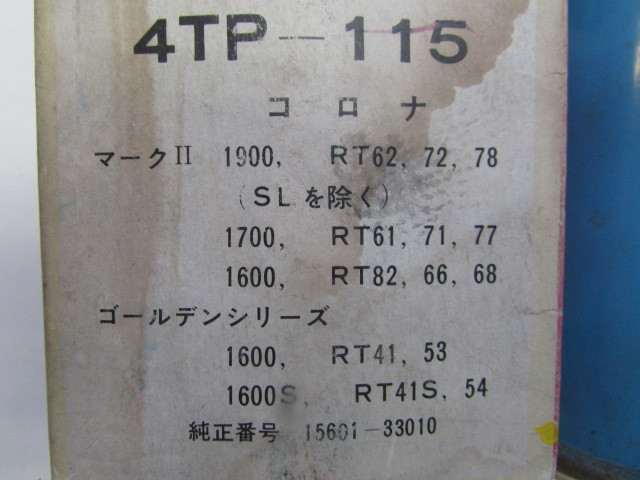 4TP－115
コロナ
マークⅡ 1900, RT62, 72, 78
(SLを除く)
1700, RT61, 71, 77
1600, RT82, 66, 68
ゴールデンシリーズ
1600, RT41, 53
1600S, RT41S, 54
純正番号 15601－33010